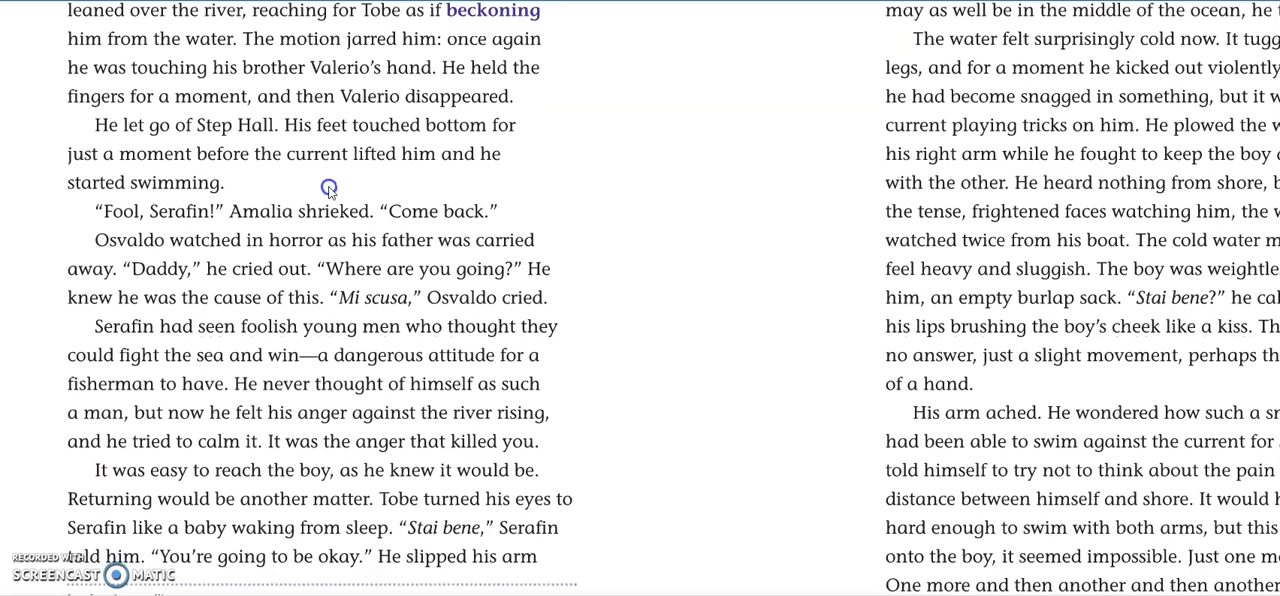 leaned over the river, reaching for Tobe as if beckoning
him from the water. The motion jarred him: once again
he was touching his brother Valerio’s hand. He held the
fingers for a moment, and then Valerio disappeared.
He let go of Step Hall. His feet touched bottom for
just a moment before the current lifted him and he
started swimming.
“Fool, Serafin!” Amalia shrieked. “Come back.”
Osvaldo watched in horror as his father was carried
away. “Daddy,” he cried out. “Where are you going?” He
knew he was the cause of this. “Mi scusa,” Osvaldo cried.
Serafin had seen foolish young men who thought they
could fight the sea and win—a dangerous attitude for a
fisherman to have. He never thought of himself as such
a man, but now he felt his anger against the river rising,
and he tried to calm it. It was the anger that killed you.
It was easy to reach the boy, as he knew it would be.
Returning would be another matter. Tobe turned his eyes to
Serafin like a baby waking from sleep. “Stai bene,” Serafin
told him. “You’re going to be okay.” He slipped his arm
RECORDED WITH
SCREENCAST MATIC
may as well be in the middle of the ocean, he
The water felt surprisingly cold now. It tugg
legs, and for a moment he kicked out violently
he had become snagged in something, but it w
current playing tricks on him. He plowed the w
his right arm while he fought to keep the boy
with the other. He heard nothing from shore, b
the tense, frightened faces watching him, the w
watched twice from his boat. The cold water m
feel heavy and sluggish. The boy was weightle
him, an empty burlap sack. “Stai bene?” he cal
his lips brushing the boy’s cheek like a kiss. Th
no answer, just a slight movement, perhaps th
of a hand.
His arm ached. He wondered how such a sm
had been able to swim against the current for
told himself to try not to think about the pain
distance between himself and shore. It would h
hard enough to swim with both arms, but this
onto the boy, it seemed impossible. Just one m
One more and then another and then another